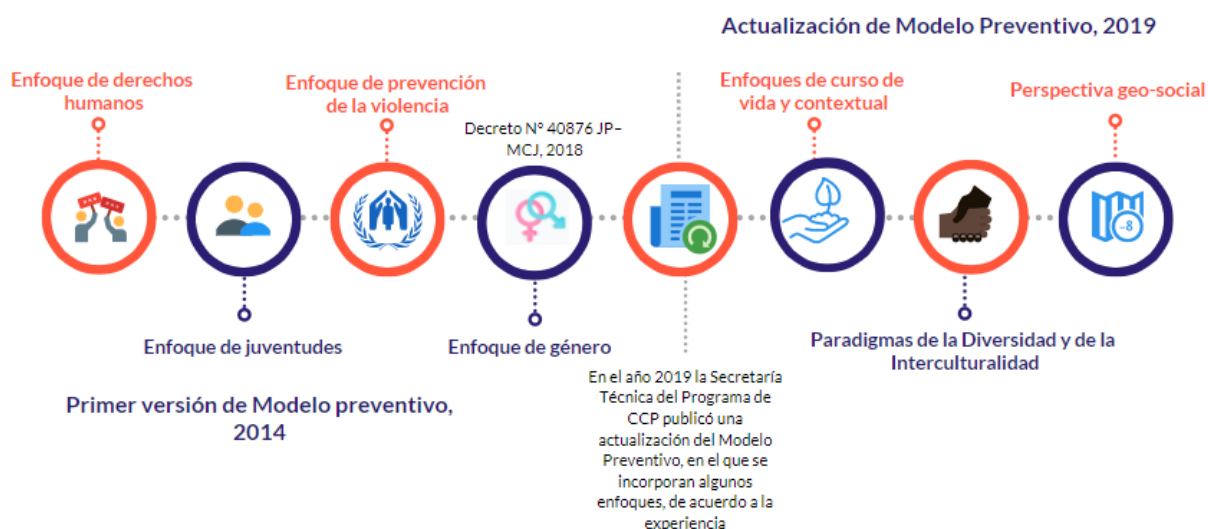 Actualización de Modelo Preventivo, 2019
Enfoque de derechos
humanos
Enfoque de prevención
de la violencia
Decreto N° 40876 JP–
MCJ, 2018
Enfoques de curso de
vida y contextual
Perspectiva geo-social
-8
Enfoque de juventudes
Enfoque de género
Paradigmas de la Diversidad y de la
Interculturalidad
Primer versión de Modelo preventivo,
2014
En el año 2019 la Secretaría
Técnica del Programa de
CCP publicó una
actualización del Modelo
Preventivo, en el que se
incorporan algunos
enfoques, de acuerdo a la
experiencia